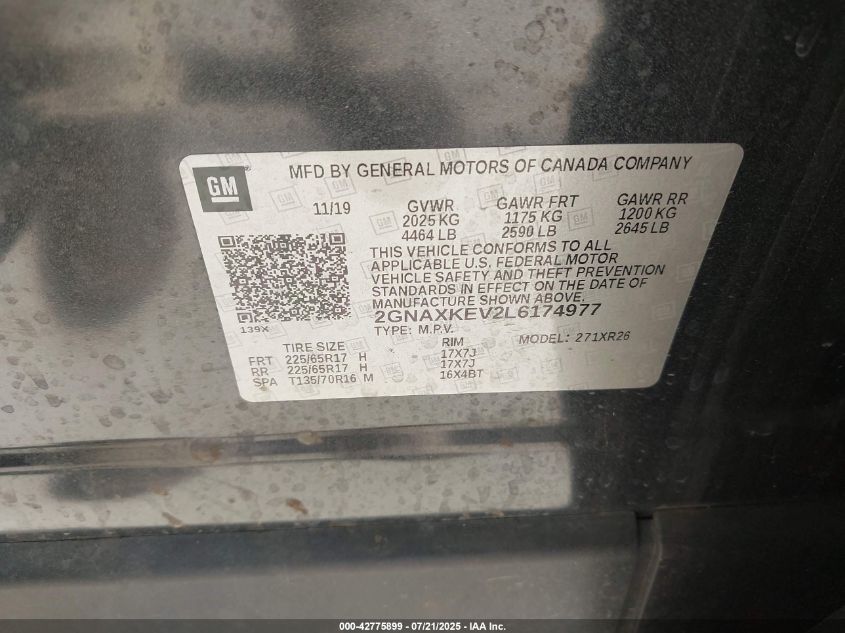 GM
MFD BY GENERAL MOTORS OF CANADA COMPANY
11/19 GVWR GAWR FRT GAWR RR
2025 KG 1175 KG 1200 KG
4464 LB 2590 LB 2645 LB
THIS VEHICLE CONFORMS TO ALL
APPLICABLE U.S. FEDERAL MOTOR
VEHICLE SAFETY AND THEFT PREVENTION
STANDARDS IN EFFECT ON THE DATE OF
MANUFACTURE SHOWN ABOVE.
2GNAXKEV2L6174977
139X
TYPE: M.P.V. MODEL: 271XR26
TIRE SIZE RIM
FRT 225/65R17 H 17X7J
RR 225/65R17 H 17X7J
SPA T135/70R16 M 16X4BT
000-42775899 - 07/21/2025 - IAA Inc.